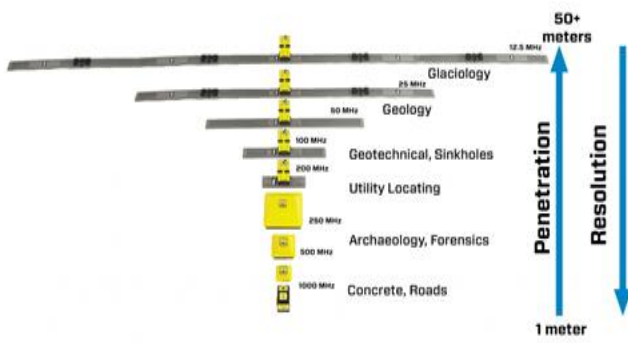 50+
meters
12.5 MHz
Glaciology
25 MHz
Geology
50 MHz
100 MHz
Geotechnical, Sinkholes
200 MHz
Utility Locating
250 MHz
Archaeology, Forensics
500 MHz
1000 MHz
Concrete, Roads
1 meter
Penetration
Resolution